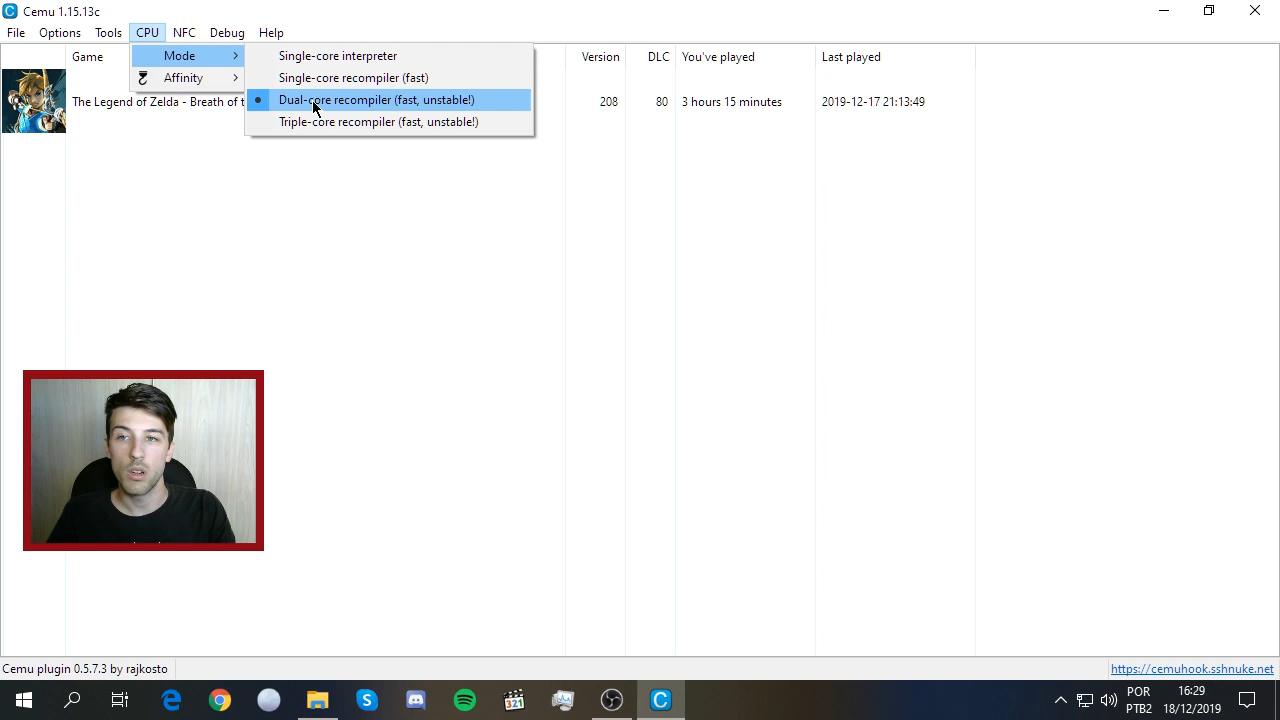 Cemu 1.15.13c
File Options Tools CPU NFC Debug Help
Game Version DLC You've played Last played
Mode
Affinity
Single-core interpreter
Single-core recompiler (fast)
Dual-core recompiler (fast, unstable!)
Triple-core recompiler (fast, unstable!)
The Legend of Zelda - Breath of t 208 80 3 hours 15 minutes 2019-12-17 21:13:49
Cemu plugin 0.5.7.3 by rajkosto https://cemuhook.sshnuke.net
321
POR 16:29
PTB2 18/12/2019